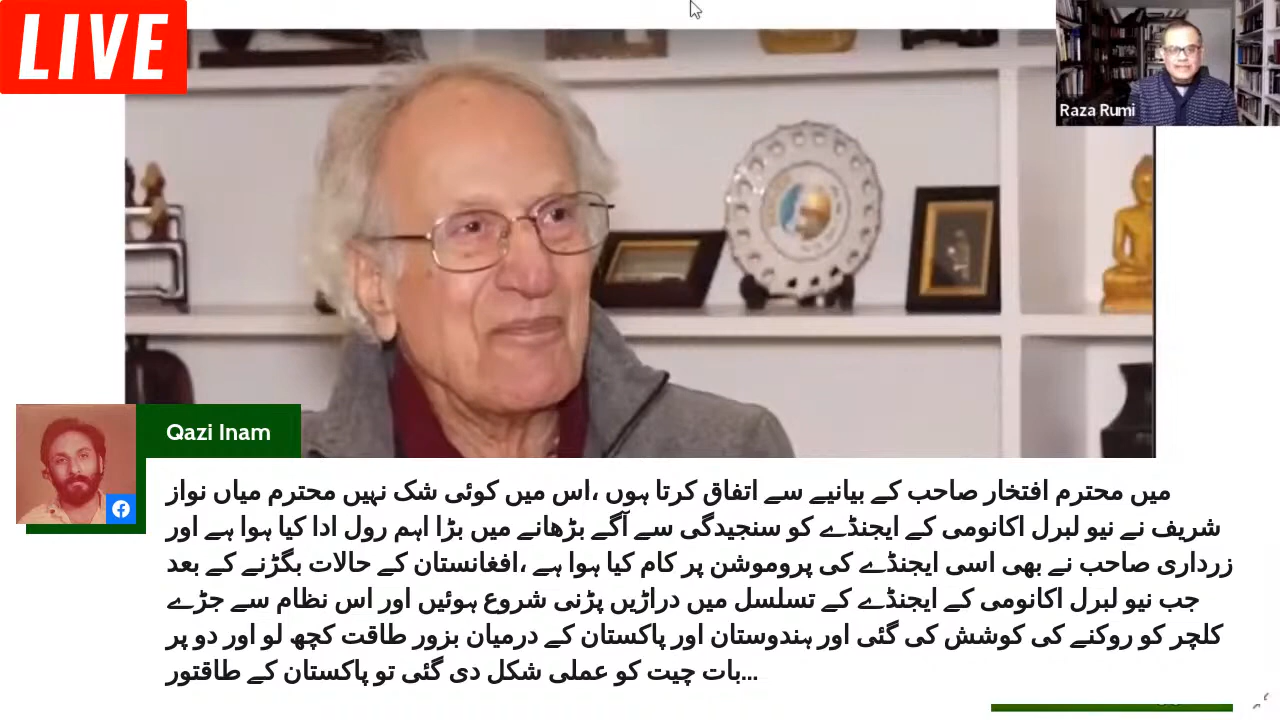 LIVE
Raza Rumi
Qazi Inam
میں محترم افتخار صاحب کے بیانیے سے اتفاق کرتا ہوں ،اس میں کوئی شک نہیں محترم میاں نواز
شریف نے نیو لبرل اکانومی کے ایجنڈے کو سنجیدگی سے آگے بڑھانے میں بڑا اہم رول ادا کیا ہوا ہے اور
زرداری صاحب نے بھی اسی ایجنڈے کی پروموشن پر کام کیا ہوا ہے ،افغانستان کے حالات بگڑنے کے بعد
جب نیو لبرل اکانومی کے ایجنڈے کے تسلسل میں دراڑیں پڑنی شروع ہوئیں اور اس نظام سے جڑے
کلچر کو روکنے کی کوشش کی گئی اور ہندوستان اور پاکستان کے درمیان بزور طاقت کچھ لو اور دو پر
بات چیت کو عملی شکل دی گئی تو پاکستان کے طاقتور...